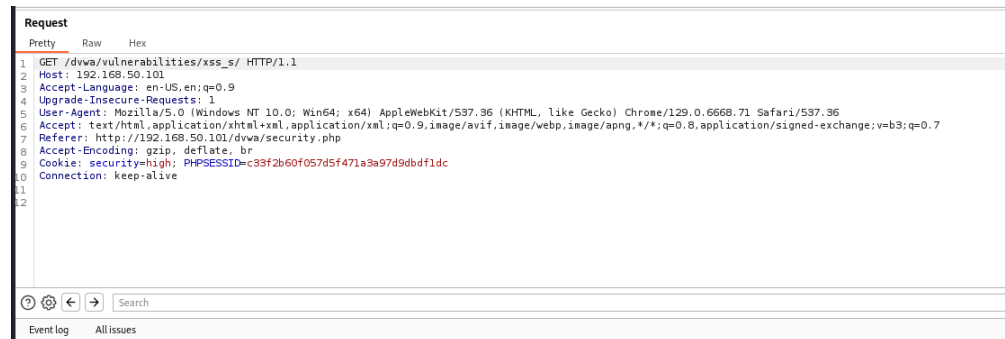 Request
Pretty Raw Hex
1 GET /dvwa/vulnerabilities/xss_s/ HTTP/1.1
2 Host: 192.168.50.101
3 Accept-Language: en-US,en;q=0.9
4 Upgrade-Insecure-Requests: 1
5 User-Agent: Mozilla/5.0 (Windows NT 10.0; Win64; x64) AppleWebKit/537.36 (KHTML, like Gecko) Chrome/129.0.6668.71 Safari/537.36
6 Accept: text/html,application/xhtml+xml,application/xml;q=0.9,image/avif,image/webp,image/apng,*/*;q=0.8,application/signed-exchange;v=b3;q=0.7
7 Referer: http://192.168.50.101/dvwa/security.php
8 Accept-Encoding: gzip, deflate, br
9 Cookie: security=high; PHPSESSID=c33f2b60f057d5f471a3a97d9dbdf1dc
10 Connection: keep-alive
11
12
Search
Event log All issues